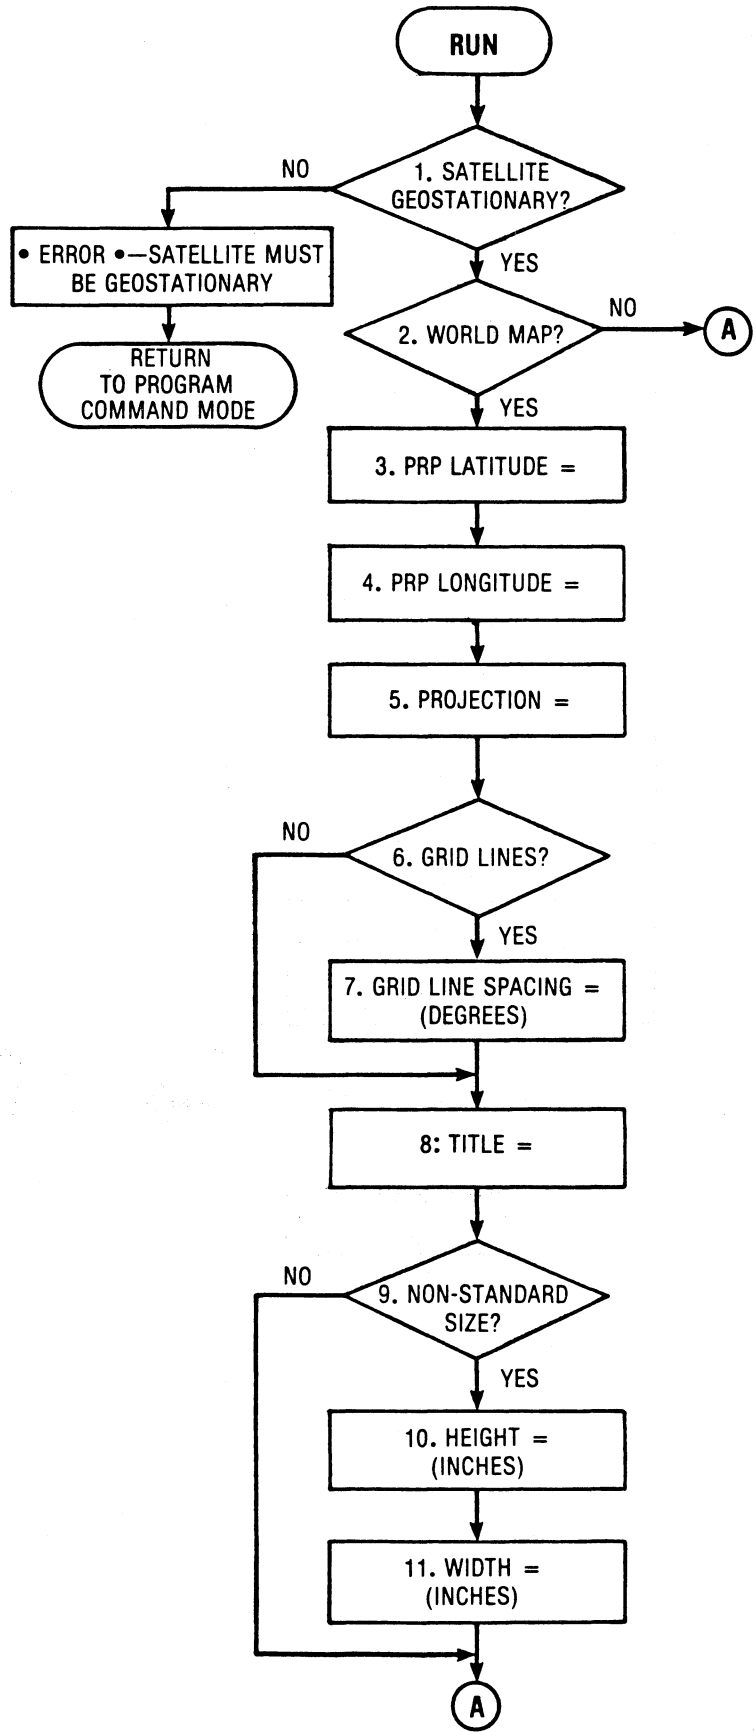 RUN
1. SATELLITE
GEOSTATIONARY?
NO
• ERROR •—SATELLITE MUST
BE GEOSTATIONARY
RETURN
TO PROGRAM
COMMAND MODE
YES
2. WORLD MAP?
NO
A
YES
3. PRP LATITUDE =
4. PRP LONGITUDE =
5. PROJECTION =
6. GRID LINES?
NO
YES
7. GRID LINE SPACING =
(DEGREES)
8: TITLE =
9. NON-STANDARD
SIZE?
NO
YES
10. HEIGHT =
(INCHES)
11. WIDTH =
(INCHES)
A